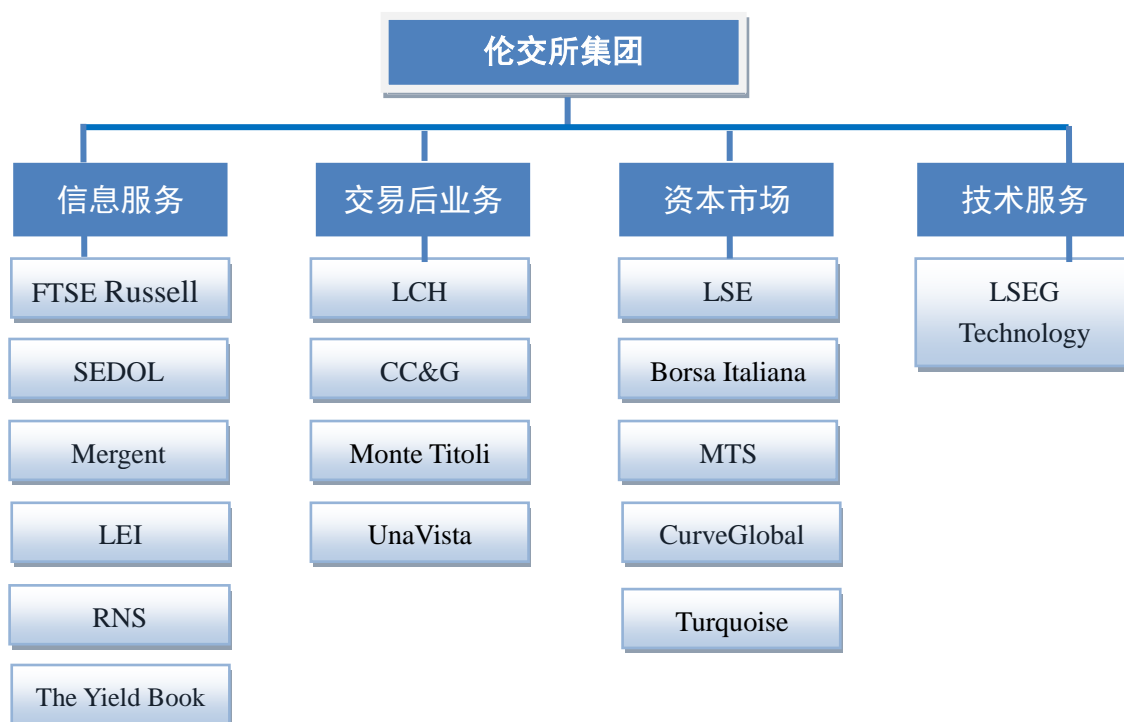 伦交所集团
信息服务
交易后业务
资本市场
技术服务
FTSE Russell
SEDOL
Mergent
LEI
RNS
The Yield Book
LCH
CC&G
Monte Titoli
UnaVista
LSE
Borsa Italiana
MTS
CurveGlobal
Turquoise
LSEG
Technology